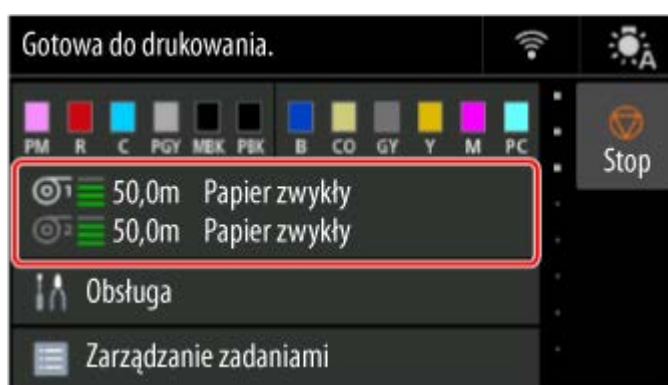 Gotowa do drukowania.
A
PM R C PGY MBK PBK B CO GY Y M PC
Stop
1 50,0m Papier zwykły
2 50,0m Papier zwykły
Obsługa
Zarządzanie zadaniami